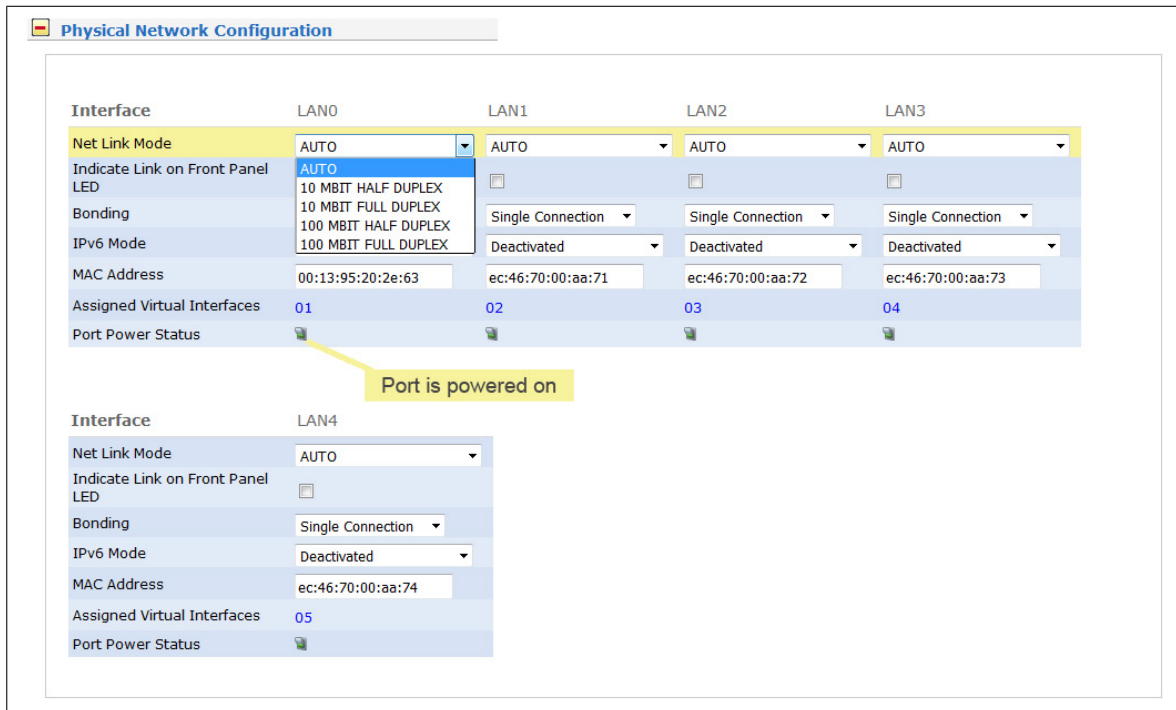 Physical Network Configuration
Interface LAN0 LAN1 LAN2 LAN3
Net Link Mode AUTO AUTO AUTO AUTO
Indicate Link on Front Panel LED
AUTO
10 MBIT HALF DUPLEX
10 MBIT FULL DUPLEX
100 MBIT HALF DUPLEX
100 MBIT FULL DUPLEX
Bonding Single Connection Single Connection Single Connection
IPv6 Mode Deactivated Deactivated Deactivated
MAC Address 00:13:95:20:2e:63 ec:46:70:00:aa:71 ec:46:70:00:aa:72 ec:46:70:00:aa:73
Assigned Virtual Interfaces 01 02 03 04
Port Power Status
Port is powered on
Interface LAN4
Net Link Mode AUTO
Indicate Link on Front Panel
LED
Bonding Single Connection
IPv6 Mode Deactivated
MAC Address ec:46:70:00:aa:74
Assigned Virtual Interfaces 05
Port Power Status